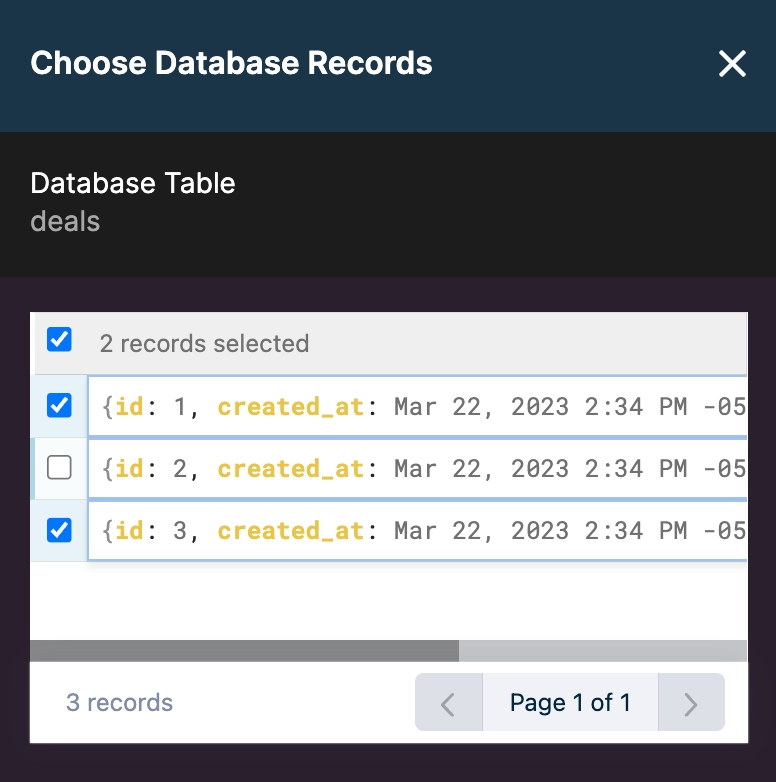 Choose Database Records
Database Table
deals
2 records selected
{id: 1, created_at: Mar 22, 2023 2:34 PM -05
{id: 2, created_at: Mar 22, 2023 2:34 PM -05
{id: 3, created_at: Mar 22, 2023 2:34 PM -05
3 records
Page 1 of 1